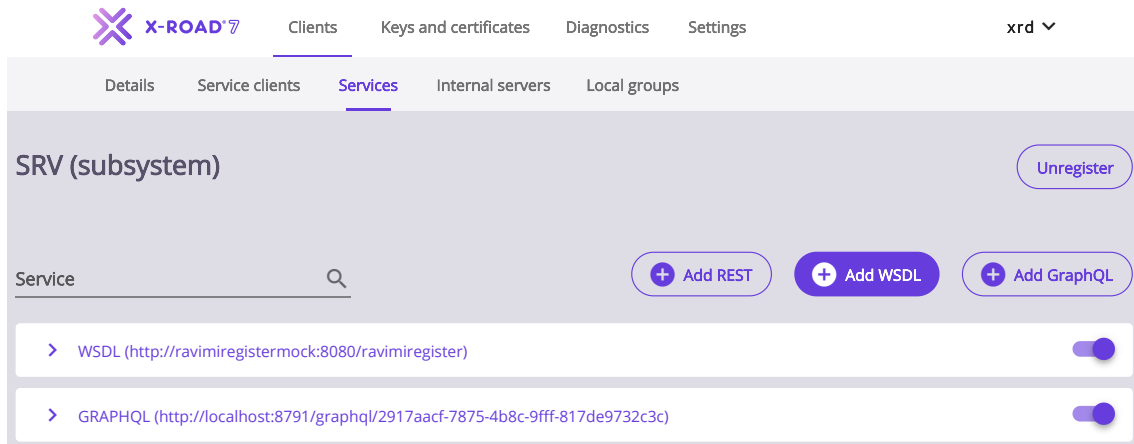 X-ROAD® 7 Clients Keys and certificates Diagnostics Settings xrd
Details Service clients Services Internal servers Local groups
SRV (subsystem) Unregister
Service Add REST Add WSDL Add GraphQL
WSDL (http://ravimiregistermock:8080/ravimiregister)
GRAPHQL (http://localhost:8791/graphql/2917aacf-7875-4b8c-9fff-817de9732c3c)